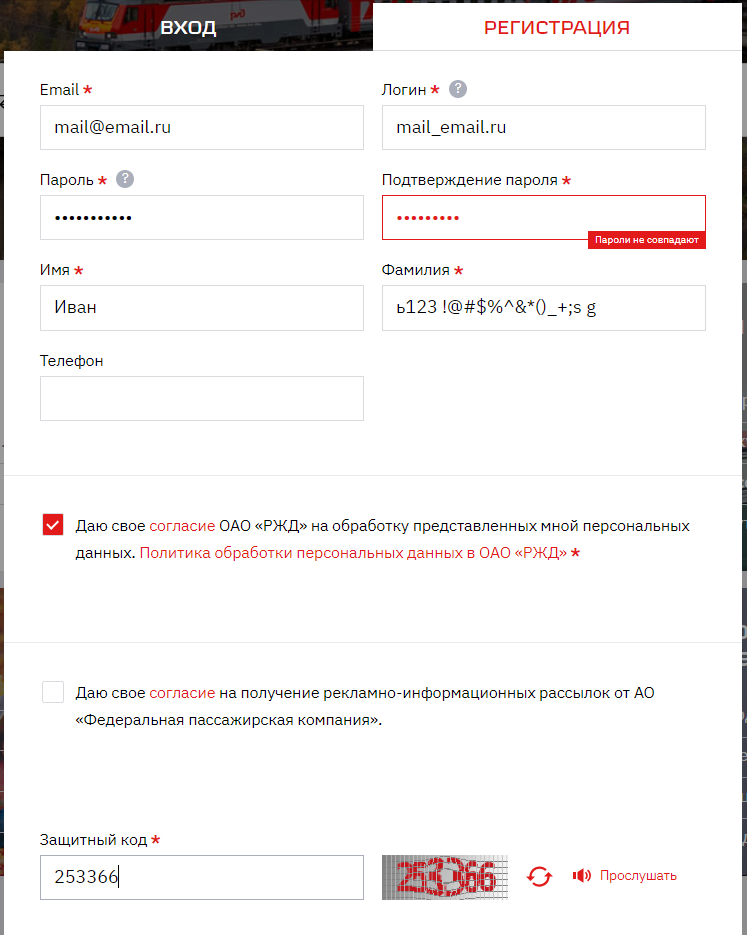 ВХОД
РЕГИСТРАЦИЯ
Email *
Логин * ?
mail@email.ru
mail_email.ru
Пароль * ?
Подтверждение пароля *
•••••••••••
•••••••••
Пароли не совпадают
Имя *
Фамилия *
Иван
ь123 !@#$%^&*()_+;s g
Телефон
Даю свое согласие ОАО «РЖД» на обработку представленных мной персональных
данных. Политика обработки персональных данных в ОАО «РЖД» *
Даю свое согласие на получение рекламно-информационных рассылок от АО
«Федеральная пассажирская компания».
Защитный код *
253366
Прослушать